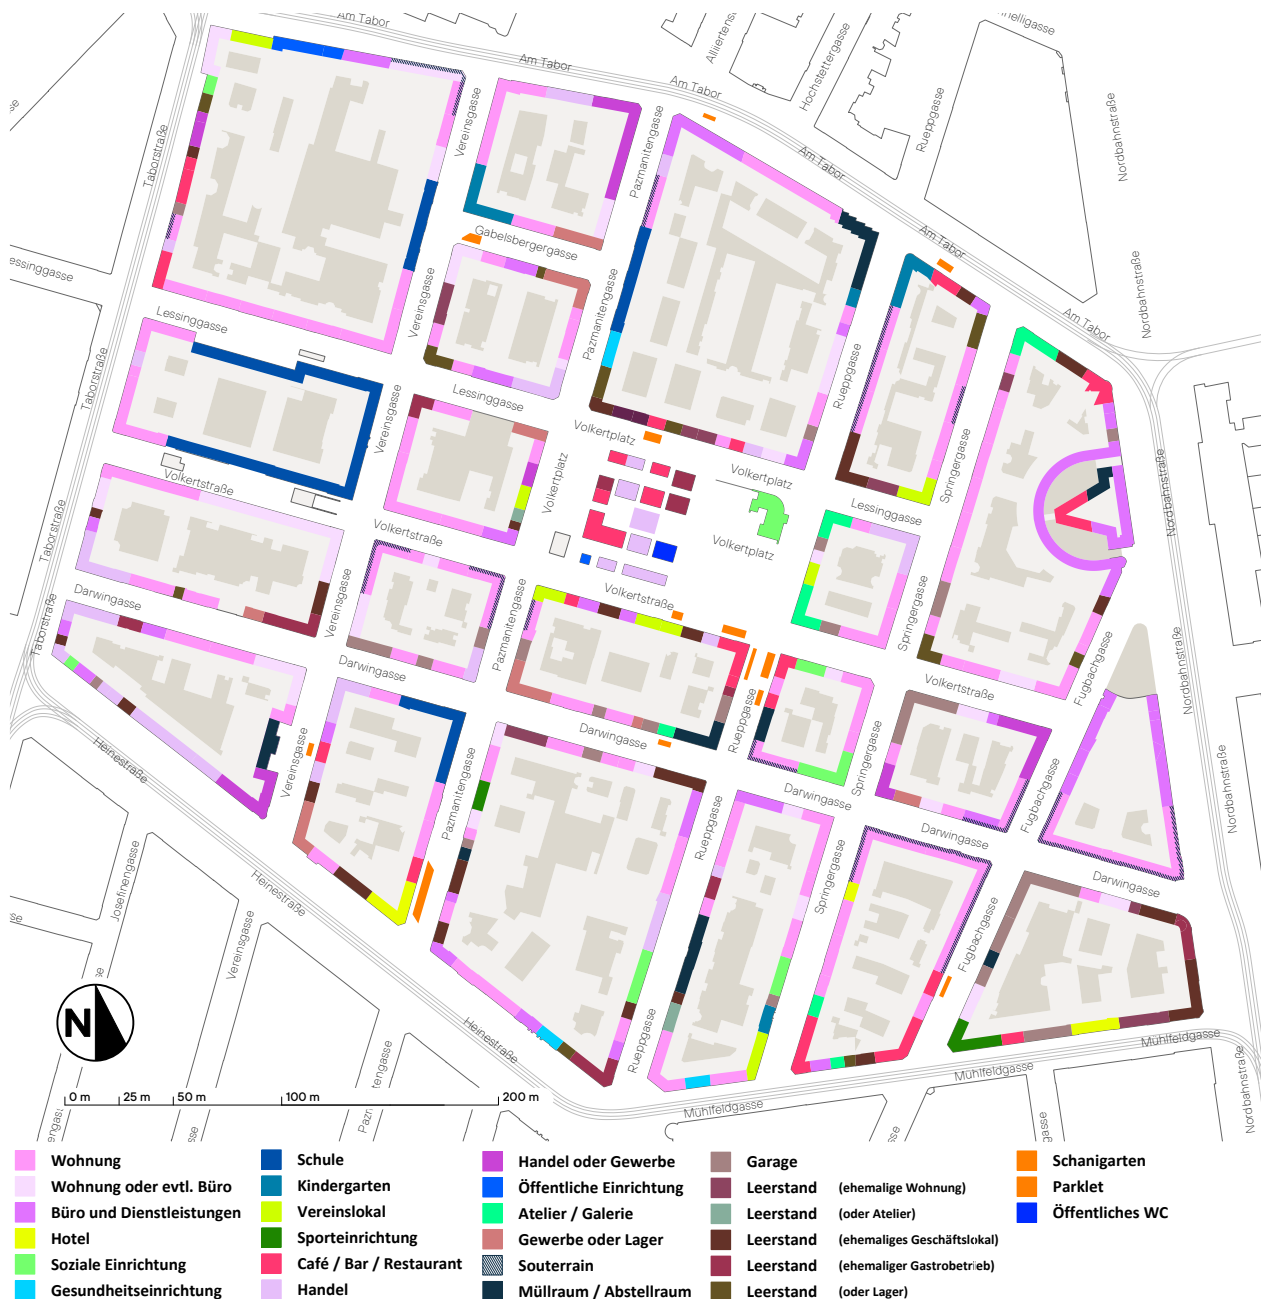 Am Tabor
Alliiertenst
Hochstettergasse
nelligasse
Am Tabor
Am Tabor
Rueppgasse
Nordbahnstraße
Taborstraße
Vereinsgasse
Pazmanitengasse
Am Tabor
Gabelsbergergasse
Am Tabor
Nordbahnstraße
essinggasse
Vereinsgasse
Pazmanitengasse
Am Tabor
Lessinggasse
Taborstraße
Rueppgasse
Lessinggasse
Vereinsgasse
Volkertplatz
Springergasse
Volkertplatz
Volkertplatz
Volkertstraße
Taborstraße
Volkertstraße
Lessinggasse
Nordbahnstraße
Volkertplatz
Darwingasse
Vereinsgasse
Pazmanitengasse
Volkertstraße
Springergasse
Taborstraße
Darwingasse
Volkertstraße
Fugbachgasse
Nordbahnstraße
Rueppgasse
Darwingasse
Heinestraße
Vereinsgasse
Pazmanitengasse
Springergasse
Darwingasse
Fugbachgasse
Nordbahnstraße
Rueppgasse
Darwingasse
Springergasse
Josefinengasse
Heinestraße
Darwingasse
Vereinsgasse
Fugbachgasse
N
Heinestraße
Rueppgasse
Mühlfeldgasse
Mühlfeldgasse
Mühlfeldgasse
Nordbahnstraße
0 m 25 m 50 m 100 m 200 m
Wohnung
Wohnung oder evtl. Büro
Büro und Dienstleistungen
Hotel
Soziale Einrichtung
Gesundheitseinrichtung
Schule
Kindergarten
Vereinslokal
Sporteinrichtung
Café / Bar / Restaurant
Handel
Handel oder Gewerbe
Öffentliche Einrichtung
Atelier / Galerie
Gewerbe oder Lager
Souterrain
Müllraum / Abstellraum
Garage
Leerstand (ehemalige Wohnung)
Leerstand (oder Atelier)
Leerstand (ehemaliges Geschäftslokal)
Leerstand (ehemaliger Gastrobetrieb)
Leerstand (oder Lager)
Schanigarten
Parklet
Öffentliches WC